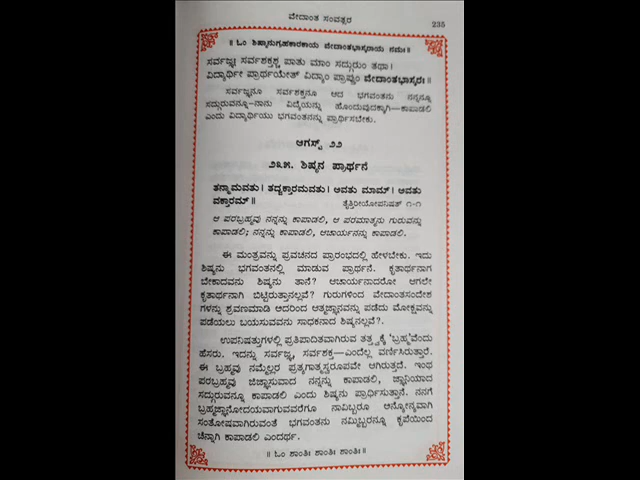 ವೇದಾಂತ ಸಂವತ್ಸರ
235
॥ ಓಂ ಶಿಷ್ಯಾನುಗ್ರಹಕಾರಕಾಯ ವೇದಾಂತಭಾಸ್ಕರಾಯ ನಮಃ ॥
ಸರ್ವಜ್ಞಃ ಸರ್ವಶಕ್ತಶ್ಚ ಪಾತು ಮಾಂ ಸದ್ಗುರುಂ ತಥಾ ।
ವಿದ್ಯಾರ್ಥೀ ಪ್ರಾರ್ಥಯೇತ್ ವಿದ್ಯಾಂ ಪ್ರಾಪ್ತುಂ ವೇದಾಂತಭಾಸ್ಕರಃ ॥
ಸರ್ವಜ್ಞನೂ ಸರ್ವಶಕ್ತನೂ ಆದ ಭಗವಂತನು ನನ್ನನ್ನೂ
ಸದ್ಗುರುವನ್ನೂ—ನಾನು ವಿದ್ಯೆಯನ್ನು ಹೊಂದುವುದಕ್ಕಾಗಿ—ಕಾಪಾಡಲಿ
ಎಂದು ವಿದ್ಯಾರ್ಥಿಯು ಭಗವಂತನನ್ನು ಪ್ರಾರ್ಥಿಸಬೇಕು.
ಆಗಸ್ಟ್ ೨೨
೨೩೫. ಶಿಷ್ಯನ ಪ್ರಾರ್ಥನೆ
ತನ್ಮಾಮವತು । ತದ್ವಕ್ತಾರಮವತು । ಅವತು ಮಾಮ್ । ಅವತು
ವಕ್ತಾರಮ್ ॥ ತೈತ್ತಿರೀಯೋಪನಿಷತ್ ೧-೧
ಆ ಪರಬ್ರಹ್ಮವು ನನ್ನನ್ನು ಕಾಪಾಡಲಿ, ಆ ಪರಮಾತ್ಮನು ಗುರುವನ್ನು
ಕಾಪಾಡಲಿ; ನನ್ನನ್ನು ಕಾಪಾಡಲಿ, ಆಚಾರ್ಯನನ್ನು ಕಾಪಾಡಲಿ.
ಈ ಮಂತ್ರವನ್ನು ಪ್ರವಚನದ ಪ್ರಾರಂಭದಲ್ಲಿ ಹೇಳಬೇಕು. ಇದು
ಶಿಷ್ಯನು ಭಗವಂತನಲ್ಲಿ ಮಾಡುವ ಪ್ರಾರ್ಥನೆ. ಕೃತಾರ್ಥನಾಗ
ಬೇಕಾದವನು ಶಿಷ್ಯನು ತಾನೆ? ಆಚಾರ್ಯನಾದರೋ ಆಗಲೇ
ಕೃತಾರ್ಥನಾಗಿ ಬಿಟ್ಟಿರುತ್ತಾನಲ್ಲವೆ? ಗುರುಗಳಿಂದ ವೇದಾಂತಸಂದೇಶ
ಗಳನ್ನು ಶ್ರವಣಮಾಡಿ ಅದರಿಂದ ಆತ್ಮಜ್ಞಾನವನ್ನು ಪಡೆದು ಮೋಕ್ಷವನ್ನು
ಪಡೆಯಲು ಬಯಸುವವನು ಸಾಧಕನಾದ ಶಿಷ್ಯನಲ್ಲವೆ?.
ಉಪನಿಷತ್ತುಗಳಲ್ಲಿ ಪ್ರತಿಪಾದಿತವಾಗಿರುವ ತತ್ತ್ವಕ್ಕೆ ‘ಬ್ರಹ್ಮ’ವೆಂದು
ಹೆಸರು. ಇದನ್ನು ಸರ್ವಜ್ಞ, ಸರ್ವಶಕ್ತ—ಎಂದೆಲ್ಲ ವರ್ಣಿಸಿರುತ್ತಾರೆ.
ಈ ಬ್ರಹ್ಮವು ನಮ್ಮೆಲ್ಲರ ಪ್ರತ್ಯಗಾತ್ಮಸ್ವರೂಪವೇ ಆಗಿರುತ್ತದೆ. ಇಂಥ
ಪರಬ್ರಹ್ಮವು ಜಿಜ್ಞಾಸುವಾದ ನನ್ನನ್ನು ಕಾಪಾಡಲಿ, ಜ್ಞಾನಿಯಾದ
ಸದ್ಗುರುವನ್ನೂ ಕಾಪಾಡಲಿ ಎಂದು ಶಿಷ್ಯನು ಪ್ರಾರ್ಥಿಸುತ್ತಾನೆ. ನನಗೆ
ಬ್ರಹ್ಮಜ್ಞಾನೋದಯವಾಗುವವರೆಗೂ ನಾವಿಬ್ಬರೂ ಅನ್ಯೋನ್ಯವಾಗಿ
ಸಂತೋಷವಾಗಿರುವಂತೆ ಭಗವಂತನು ನಮ್ಮಿಬ್ಬರನ್ನೂ ಕೃಪೆಯಿಂದ
ಚೆನ್ನಾಗಿ ಕಾಪಾಡಲಿ ಎಂದರ್ಥ.
॥ ಓಂ ಶಾಂತಿಃ ಶಾಂತಿಃ ಶಾಂತಿಃ ॥